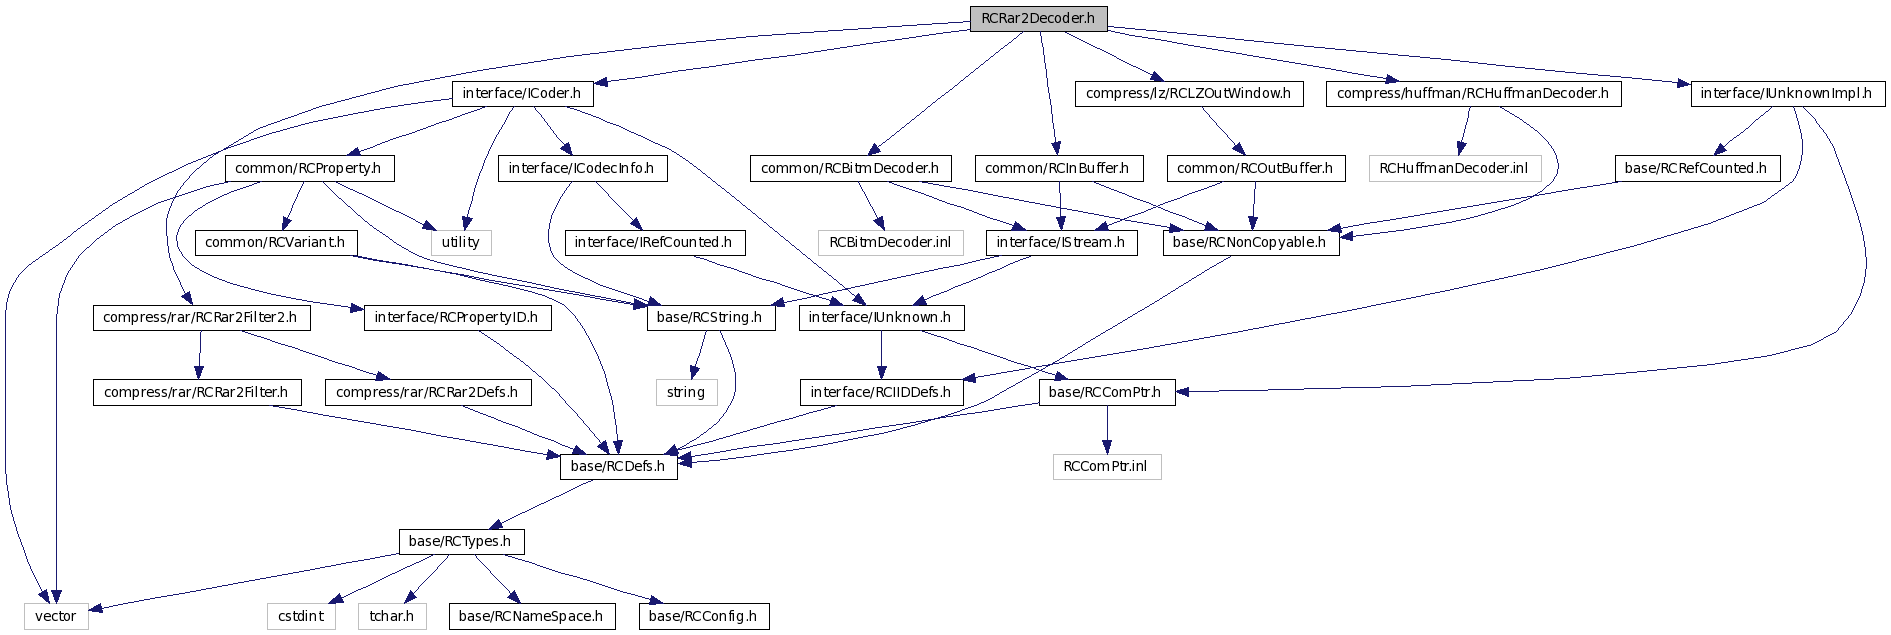 RCRar2Decoder.h
interface/ICoder.h
compress/lz/RCLZOutWindow.h
compress/huffman/RCHuffmanDecoder.h
interface/IUnknownImpl.h
common/RCProperty.h
interface/ICodecInfo.h
common/RCBitmDecoder.h
common/RCInBuffer.h
common/RCOutBuffer.h
RCHuffmanDecoder.inl
base/RCRefCounted.h
common/RCVariant.h
utility
interface/IRefCounted.h
RCBitmDecoder.inl
interface/IStream.h
base/RCNonCopyable.h
compress/rar/RCRar2Filter2.h
interface/RCPropertyID.h
base/RCString.h
interface/IUnknown.h
compress/rar/RCRar2Filter.h
compress/rar/RCRar2Defs.h
string
interface/RCIIDDefs.h
base/RCComPtr.h
base/RCDefs.h
RCComPtr.inl
base/RCTypes.h
vector
cstdint
tchar.h
base/RCNameSpace.h
base/RCConfig.h